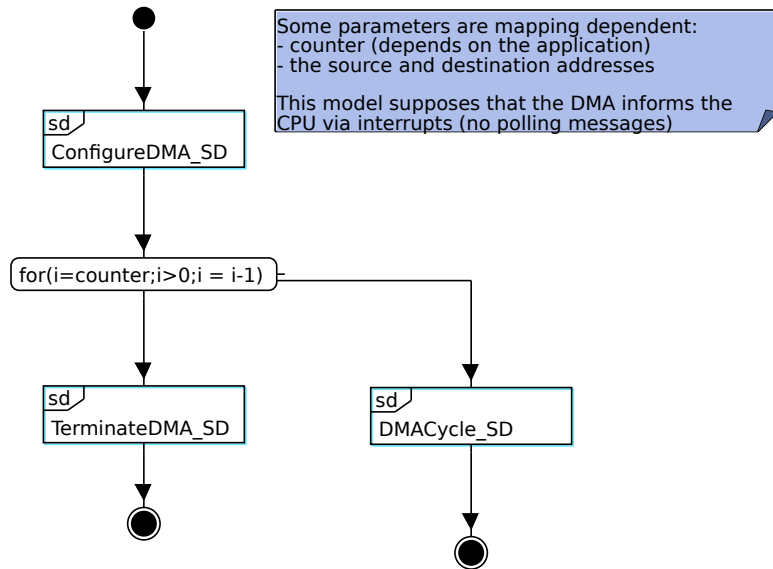 Some parameters are mapping dependent:
- counter (depends on the application)
- the source and destination addresses
This model supposes that the DMA informs the
CPU via interrupts (no polling messages)
sd
ConfigureDMA_SD
for(i=counter;i>0;i = i-1)
sd
TerminateDMA_SD
sd
DMACycle_SD